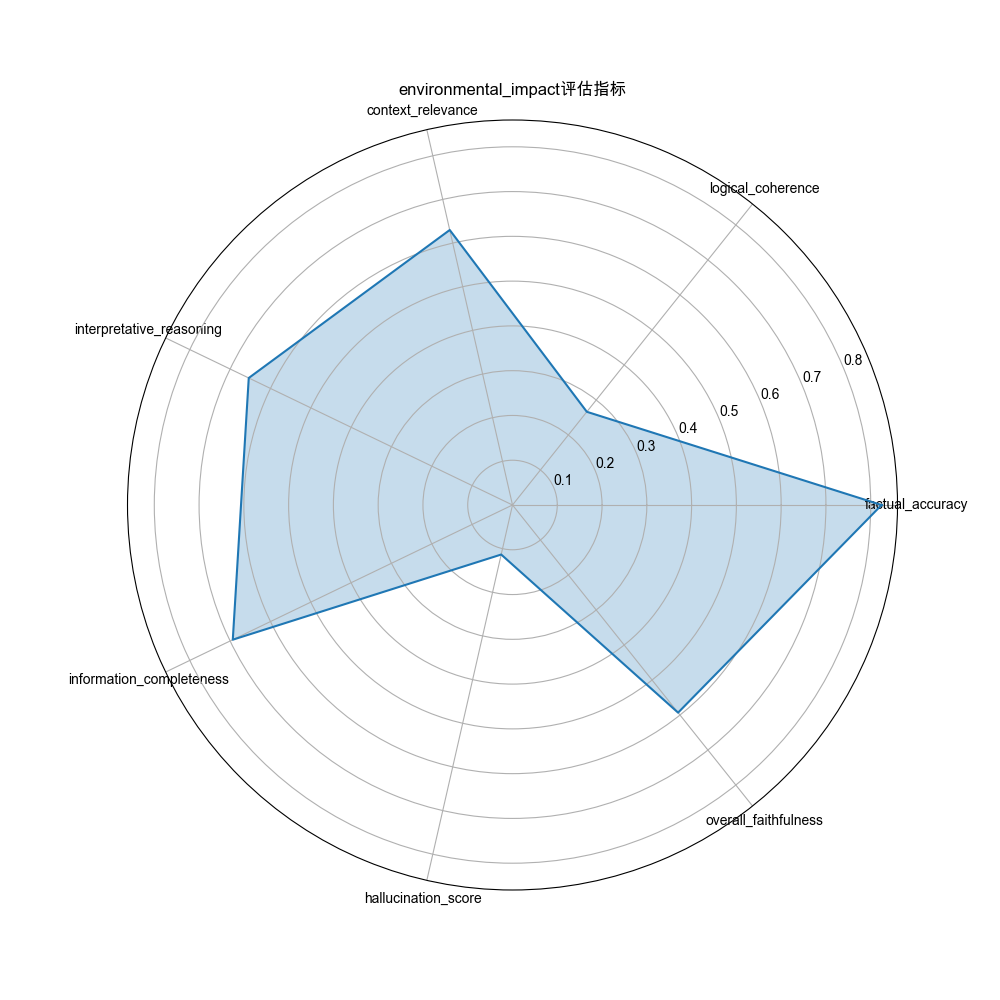 environmental_impact评估指标
context_relevance
logical_coherence
interpretative_reasoning
0.8
0.7
0.6
0.5
0.4
0.3
0.2
0.1
factual_accuracy
information_completeness
overall_faithfulness
hallucination_score